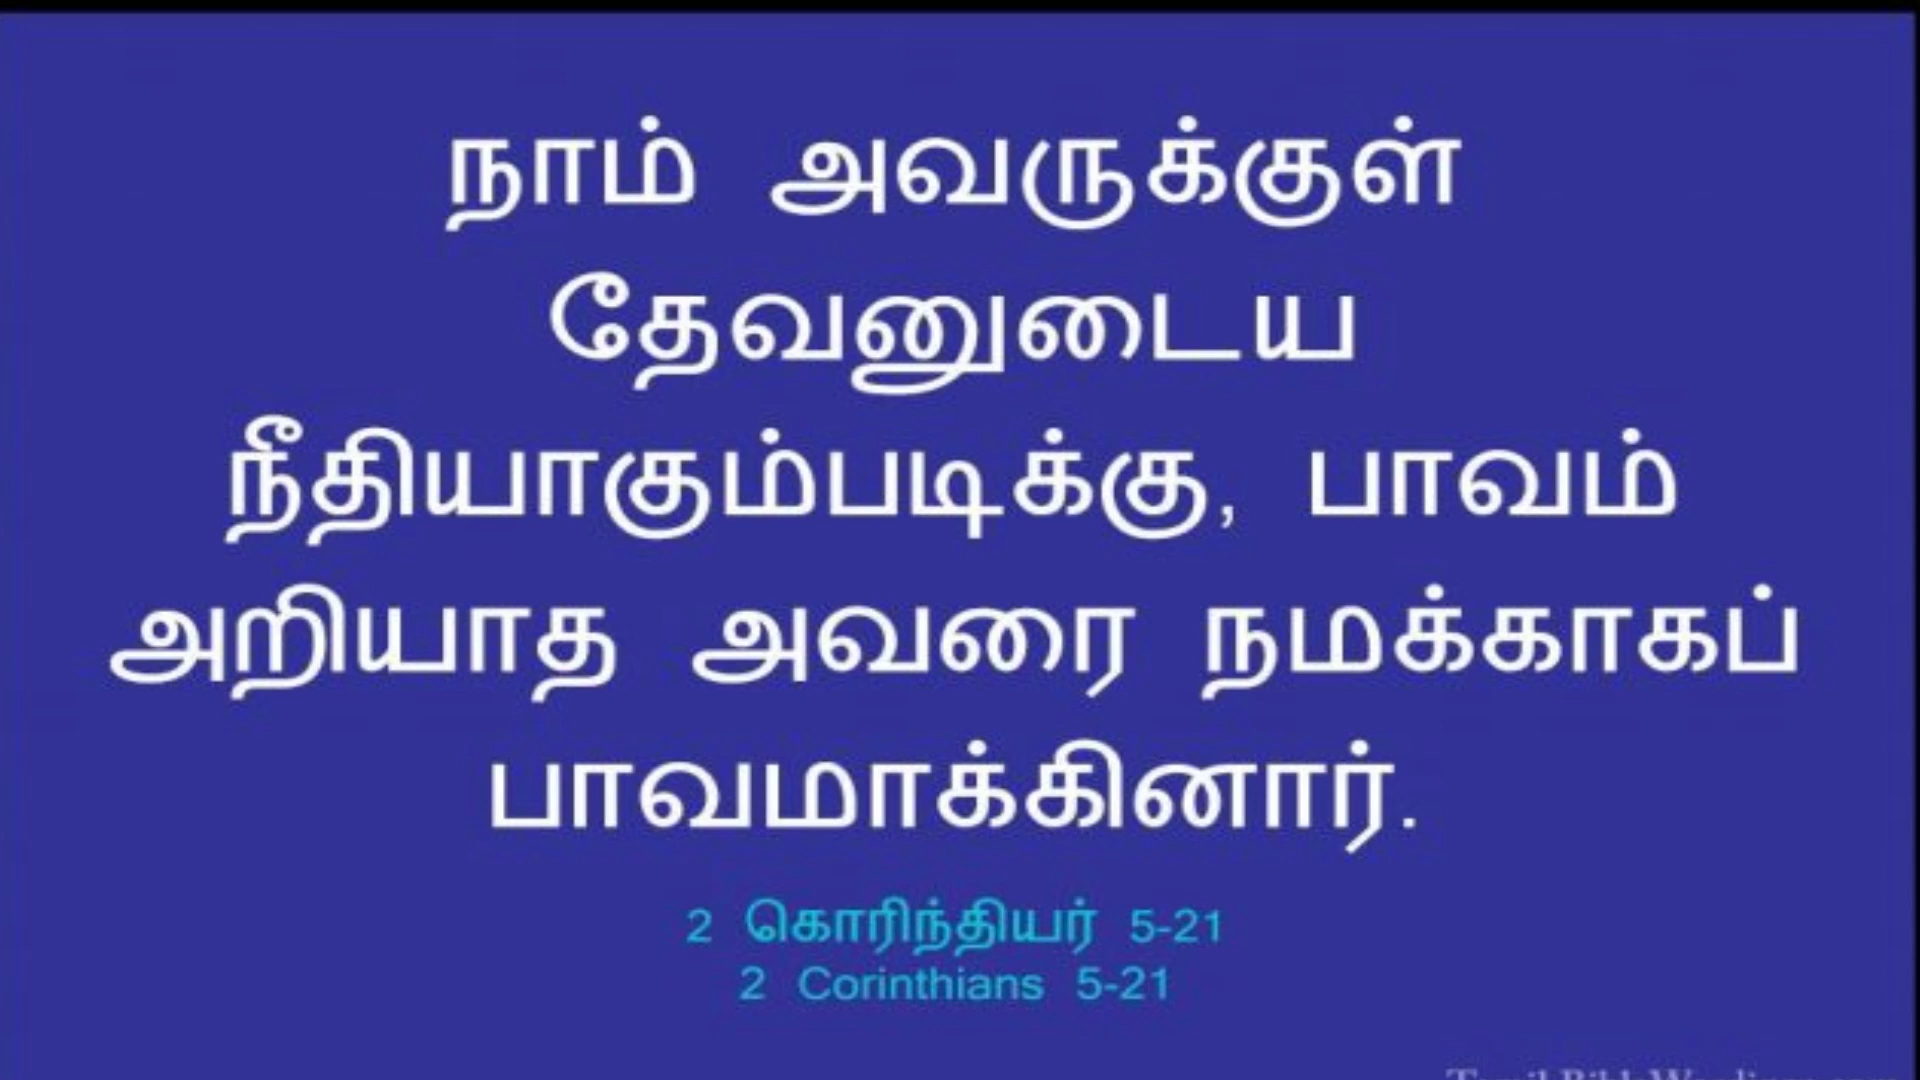 நாம் அவருக்குள்
தேவனுடைய
நீதியாகும்படிக்கு, பாவம்
அறியாத அவரை நமக்காகப்
பாவமாக்கினார்.
2 கொரிந்தியர் 5-21
2 Corinthians 5-21